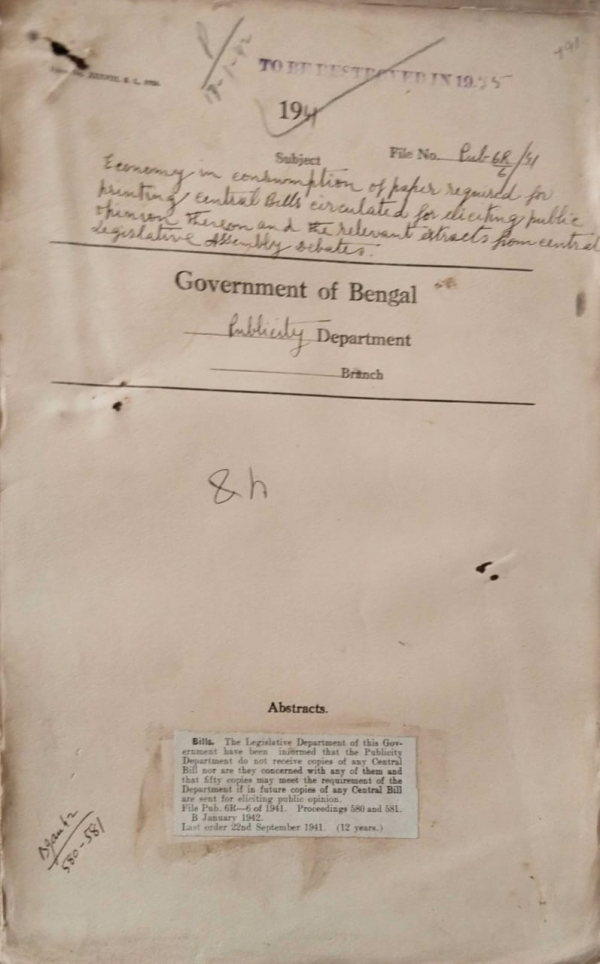 TO BE DESTROYED IN 1955
1941
Subject
File No. Pub-6R/6/41
Economy in consumption of paper required for
printing central Bills circulated for eliciting public
opinion thereon and the relevant extracts from central
Legislative Assembly Debates.
Government of Bengal
Publicity Department
Branch
Abstracts.
Bills. The Legislative Department of this Gov-
ernment have been informed that the Publicity
Department do not receive copies of any Central
Bill nor are they concerned with any of them and
that fifty copies may meet the requirement of the
Department if in future copies of any Central Bill
are sent for eliciting public opinion.
File Pub. 6R—6 of 1941. Proceedings 580 and 581.
B January 1942.
Last order 22nd September 1941. (12 years.)
580-581